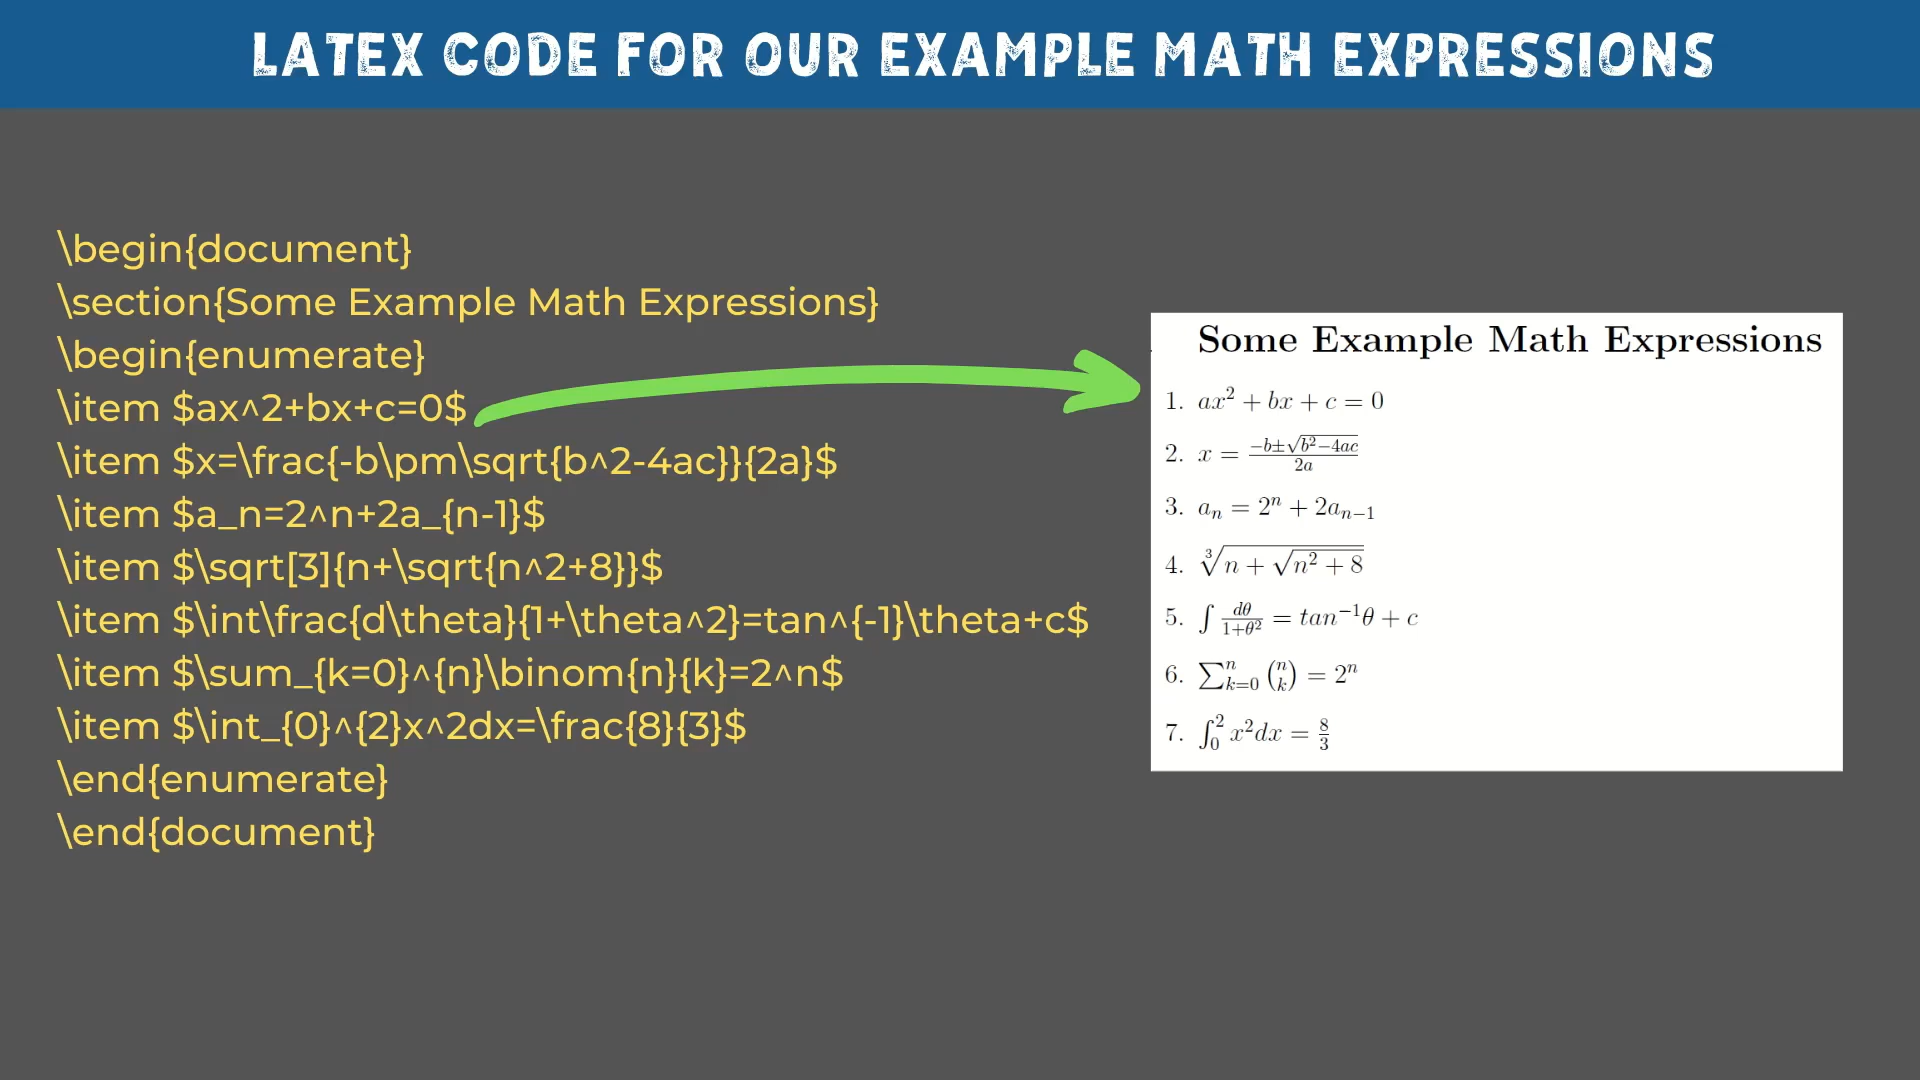 LATEX CODE FOR OUR EXAMPLE MATH EXPRESSIONS
\begin{document}
\section{Some Example Math Expressions}
\begin{enumerate}
\item $ax^2+bx+c=0$
\item $x=\frac{-b\pm\sqrt{b^2-4ac}}{2a}$
\item $a_n=2^n+2a_{n-1}$
\item $\sqrt[3]{n+\sqrt{n^2+8}}$
\item $\int\frac{d\theta}{1+\theta^2}=tan^{-1}\theta+c$
\item $\sum_{k=0}^{n}\binom{n}{k}=2^n$
\item $\int_{0}^{2}x^2dx=\frac{8}{3}$
\end{enumerate}
\end{document}
Some Example Math Expressions
1. ax² + bx + c = 0
2. x = (−b±√(b²−4ac))/(2a)
3. aₙ = 2ⁿ + 2aₙ₋₁
4. ∛(n + √(n² + 8))
5. ∫ dθ/(1+θ²) = tan⁻¹θ + c
6. ∑ₖ₌₀ⁿ (n k) = 2ⁿ
7. ∫₀² x²dx = 8/3